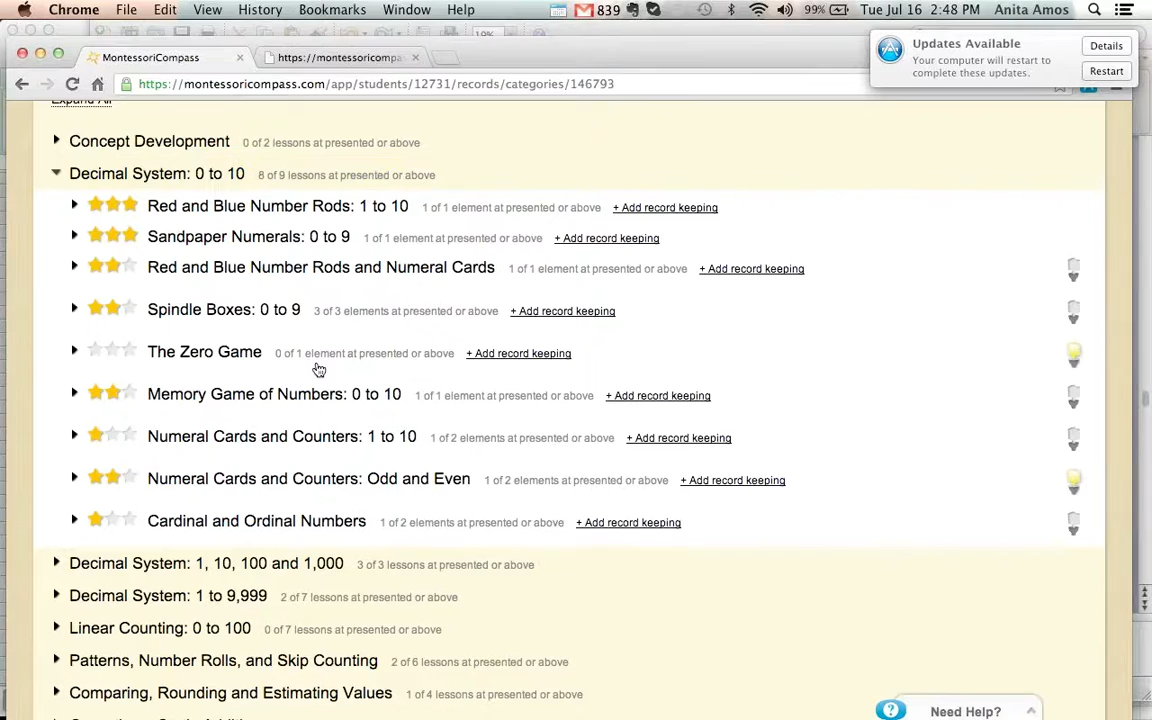 Chrome File Edit View History Bookmarks Window Help 839 99% Tue Jul 16 2:48 PM Anita Amos
19%
MontessoriCompass × https://montessoricompa ×
Updates Available
Your computer will restart to complete these updates.
Details
Restart
https://montessoricompass.com/app/students/12731/records/categories/146793
Expand All
Concept Development 0 of 2 lessons at presented or above
Decimal System: 0 to 10 8 of 9 lessons at presented or above
Red and Blue Number Rods: 1 to 10 1 of 1 element at presented or above + Add record keeping
Sandpaper Numerals: 0 to 9 1 of 1 element at presented or above + Add record keeping
Red and Blue Number Rods and Numeral Cards 1 of 1 element at presented or above + Add record keeping
Spindle Boxes: 0 to 9 3 of 3 elements at presented or above + Add record keeping
The Zero Game 0 of 1 element at presented or above + Add record keeping
Memory Game of Numbers: 0 to 10 1 of 1 element at presented or above + Add record keeping
Numeral Cards and Counters: 1 to 10 1 of 2 elements at presented or above + Add record keeping
Numeral Cards and Counters: Odd and Even 1 of 2 elements at presented or above + Add record keeping
Cardinal and Ordinal Numbers 1 of 2 elements at presented or above + Add record keeping
Decimal System: 1, 10, 100 and 1,000 3 of 3 lessons at presented or above
Decimal System: 1 to 9,999 2 of 7 lessons at presented or above
Linear Counting: 0 to 100 0 of 7 lessons at presented or above
Patterns, Number Rolls, and Skip Counting 2 of 6 lessons at presented or above
Comparing, Rounding and Estimating Values 1 of 4 lessons at presented or above
Need Help?